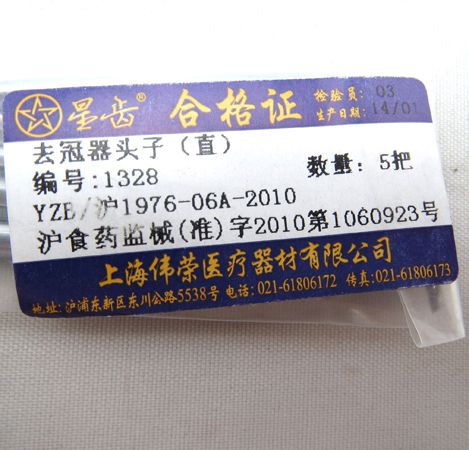 星齿® 合格证 检验员: 03
生产日期: 14/01
去冠器头子（直）
编号:1328 数量: 5把
YZB/沪1976-06A-2010
沪食药监械(准)字2010第1060923号
上海伟荣医疗器材有限公司
地址: 沪浦东新区东川公路5538号 电话: 021-61806172 传真: 021-61806173